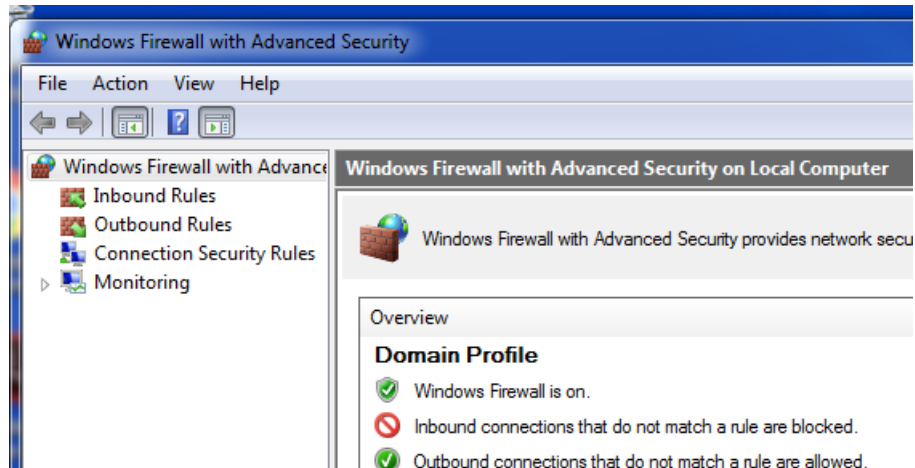 Windows Firewall with Advanced Security
File Action View Help
Windows Firewall with Advance
Inbound Rules
Outbound Rules
Connection Security Rules
Monitoring
Windows Firewall with Advanced Security on Local Computer
Windows Firewall with Advanced Security provides network secu
Overview
Domain Profile
Windows Firewall is on.
Inbound connections that do not match a rule are blocked.
Outbound connections that do not match a rule are allowed.